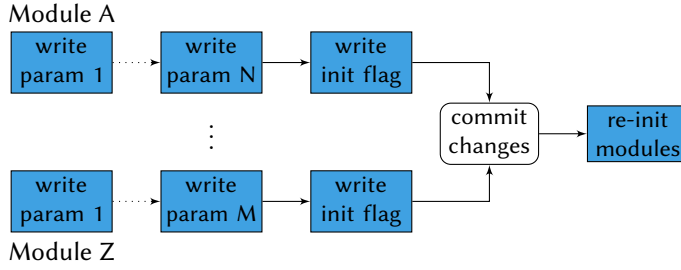 Module A
write
param 1
write
param N
write
init flag
commit
changes
re-init
modules
write
param 1
write
param M
write
init flag
Module Z